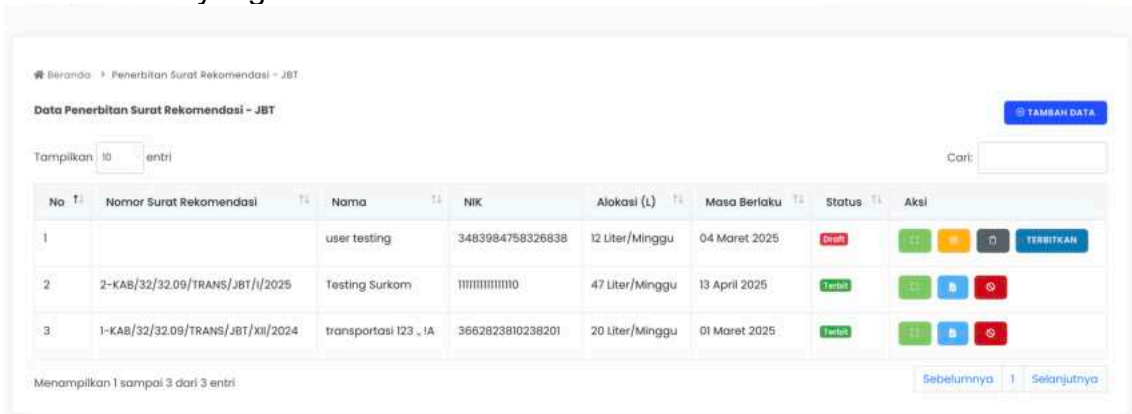 Beranda > Penerbitan Surat Rekomendasi - JBT
Data Penerbitan Surat Rekomendasi - JBT
TAMBAH DATA
Tampilkan 10 entri
Cari:
No Nomor Surat Rekomendasi Nama NIK Alokasi (L) Masa Berlaku Status Aksi
1 user testing 3483984758326838 12 Liter/Minggu 04 Maret 2025 Draft TERBITKAN
2 2-KAB/32/32.09/TRANS/JBT/I/2025 Testing Surkom 47 Liter/Minggu 13 April 2025 Terbit
3 1-KAB/32/32.09/TRANS/JBT/XII/2024 transportasi 123 ., !A 3662823810238201 20 Liter/Minggu 01 Maret 2025 Terbit
Menampilkan 1 sampai 3 dari 3 entri
Sebelumnya 1 Selanjutnya